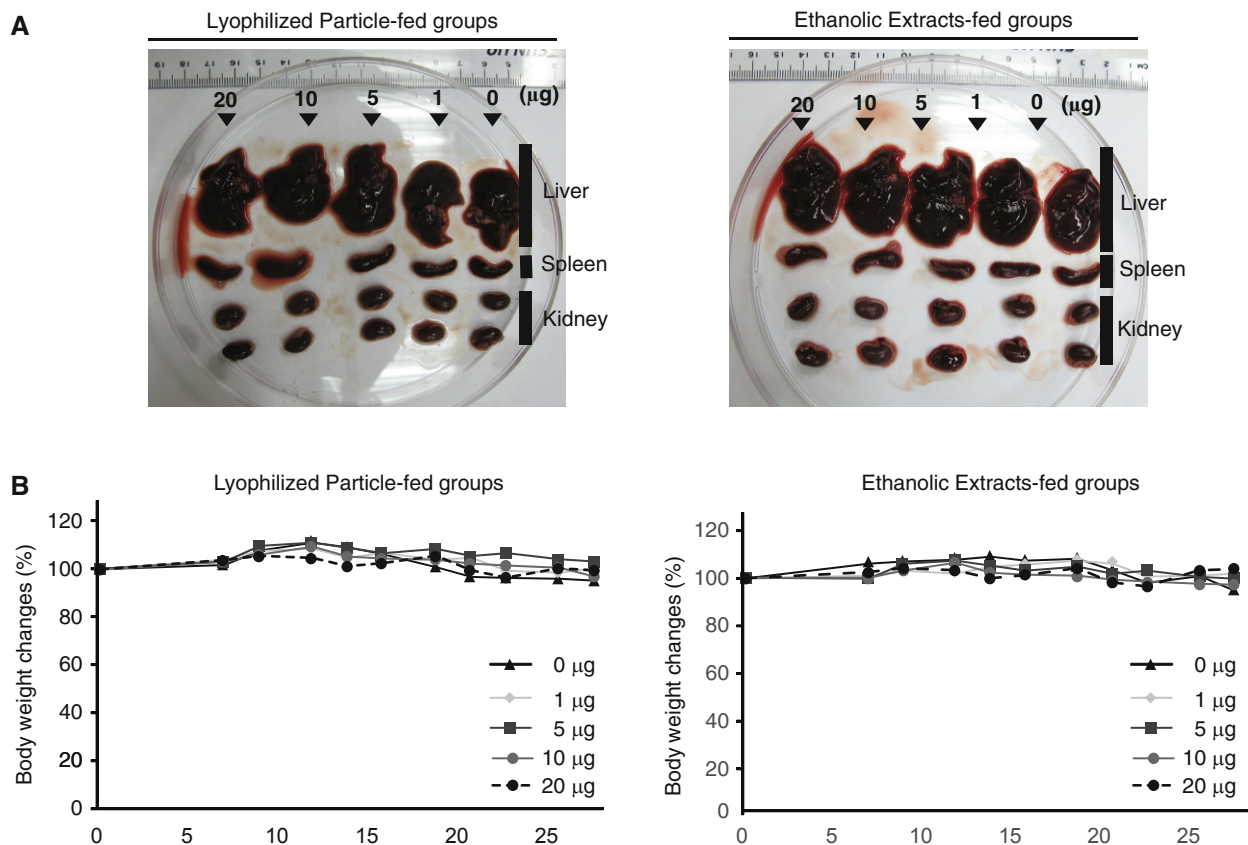 A
Lyophilized Particle-fed groups
20 10 5 1 0 (µg)
Liver
Spleen
Kidney
Ethanolic Extracts-fed groups
20 10 5 1 0 (µg)
Liver
Spleen
Kidney
B
Lyophilized Particle-fed groups
Body weight changes (%)
120
100
80
60
40
20
0
0 5 10 15 20 25
0 µg
1 µg
5 µg
10 µg
20 µg
Ethanolic Extracts-fed groups
Body weight changes (%)
120
100
80
60
40
20
0
0 5 10 15 20 25
0 µg
1 µg
5 µg
10 µg
20 µg